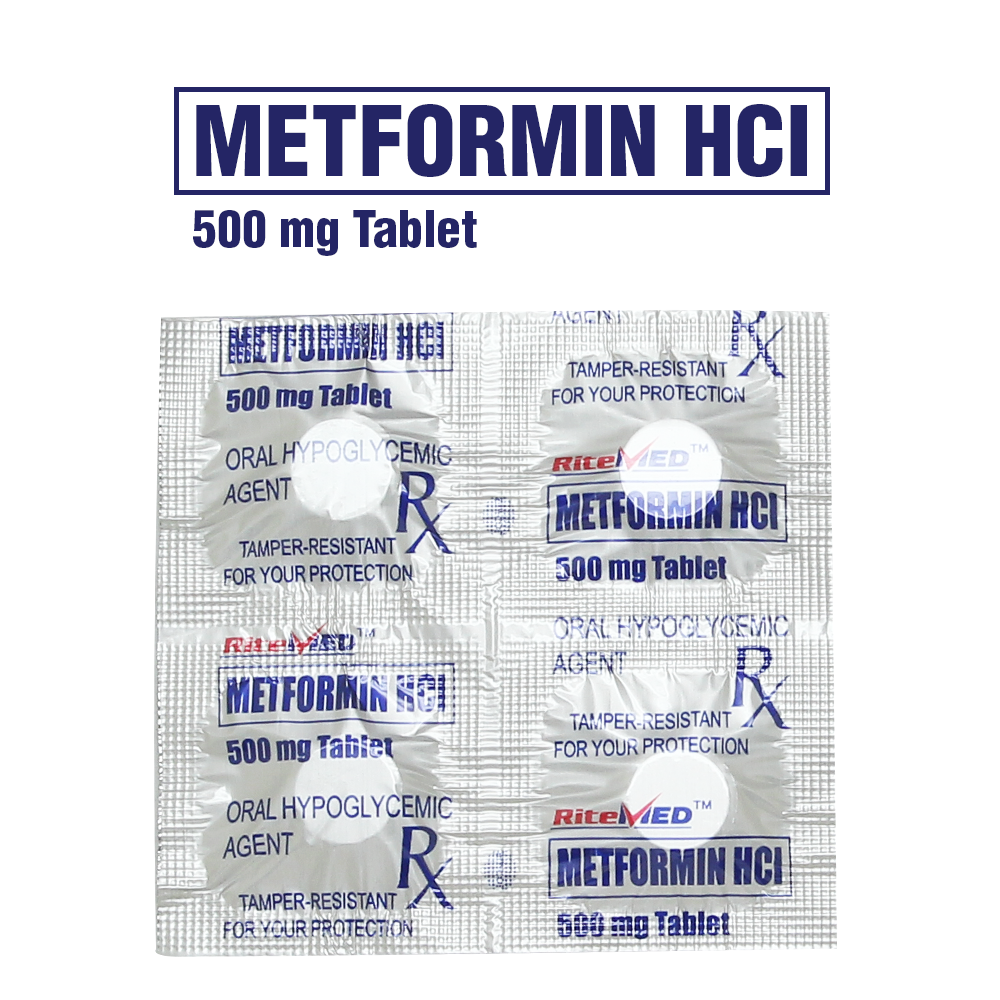 METFORMIN HCl
500 mg Tablet
METFORMIN HCl
500 mg Tablet
ORAL HYPOGLYCEMIC
AGENT
Rx
TAMPER-RESISTANT
FOR YOUR PROTECTION
RiteMED™
METFORMIN HCl
500 mg Tablet
ORAL HYPOGLYCEMIC
AGENT
Rx
TAMPER-RESISTANT
FOR YOUR PROTECTION
AGENT
Rx
TAMPER-RESISTANT
FOR YOUR PROTECTION
RiteMED™
METFORMIN HCl
500 mg Tablet
ORAL HYPOGLYCEMIC
AGENT
Rx
TAMPER-RESISTANT
FOR YOUR PROTECTION
RiteMED™
METFORMIN HCl
500 mg Tablet